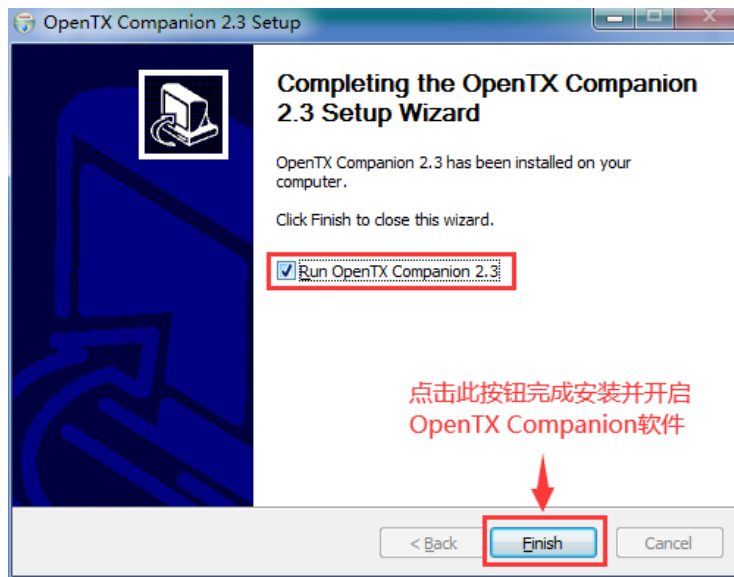 OpenTX Companion 2.3 Setup
Completing the OpenTX Companion
2.3 Setup Wizard
OpenTX Companion 2.3 has been installed on your
computer.
Click Finish to close this wizard.
Run OpenTX Companion 2.3
点击此按钮完成安装并开启
OpenTX Companion软件
< Back
Finish
Cancel